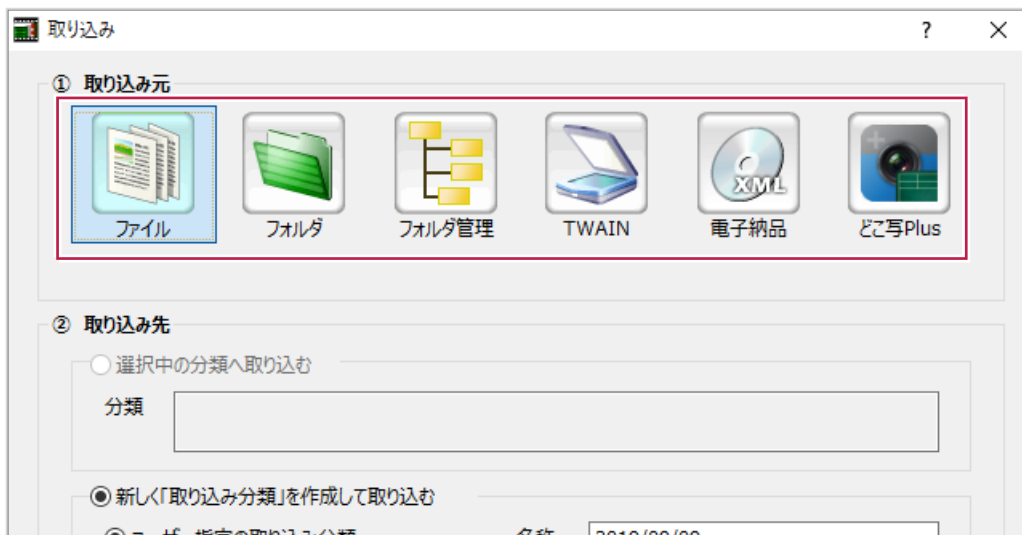 取り込み
?
① 取り込み元
XML
ファイル フォルダ フォルダ管理 TWAIN 電子納品 どこ写Plus
② 取り込み先
選択中の分類へ取り込む
分類
新しく「取り込み分類」を作成して取り込む